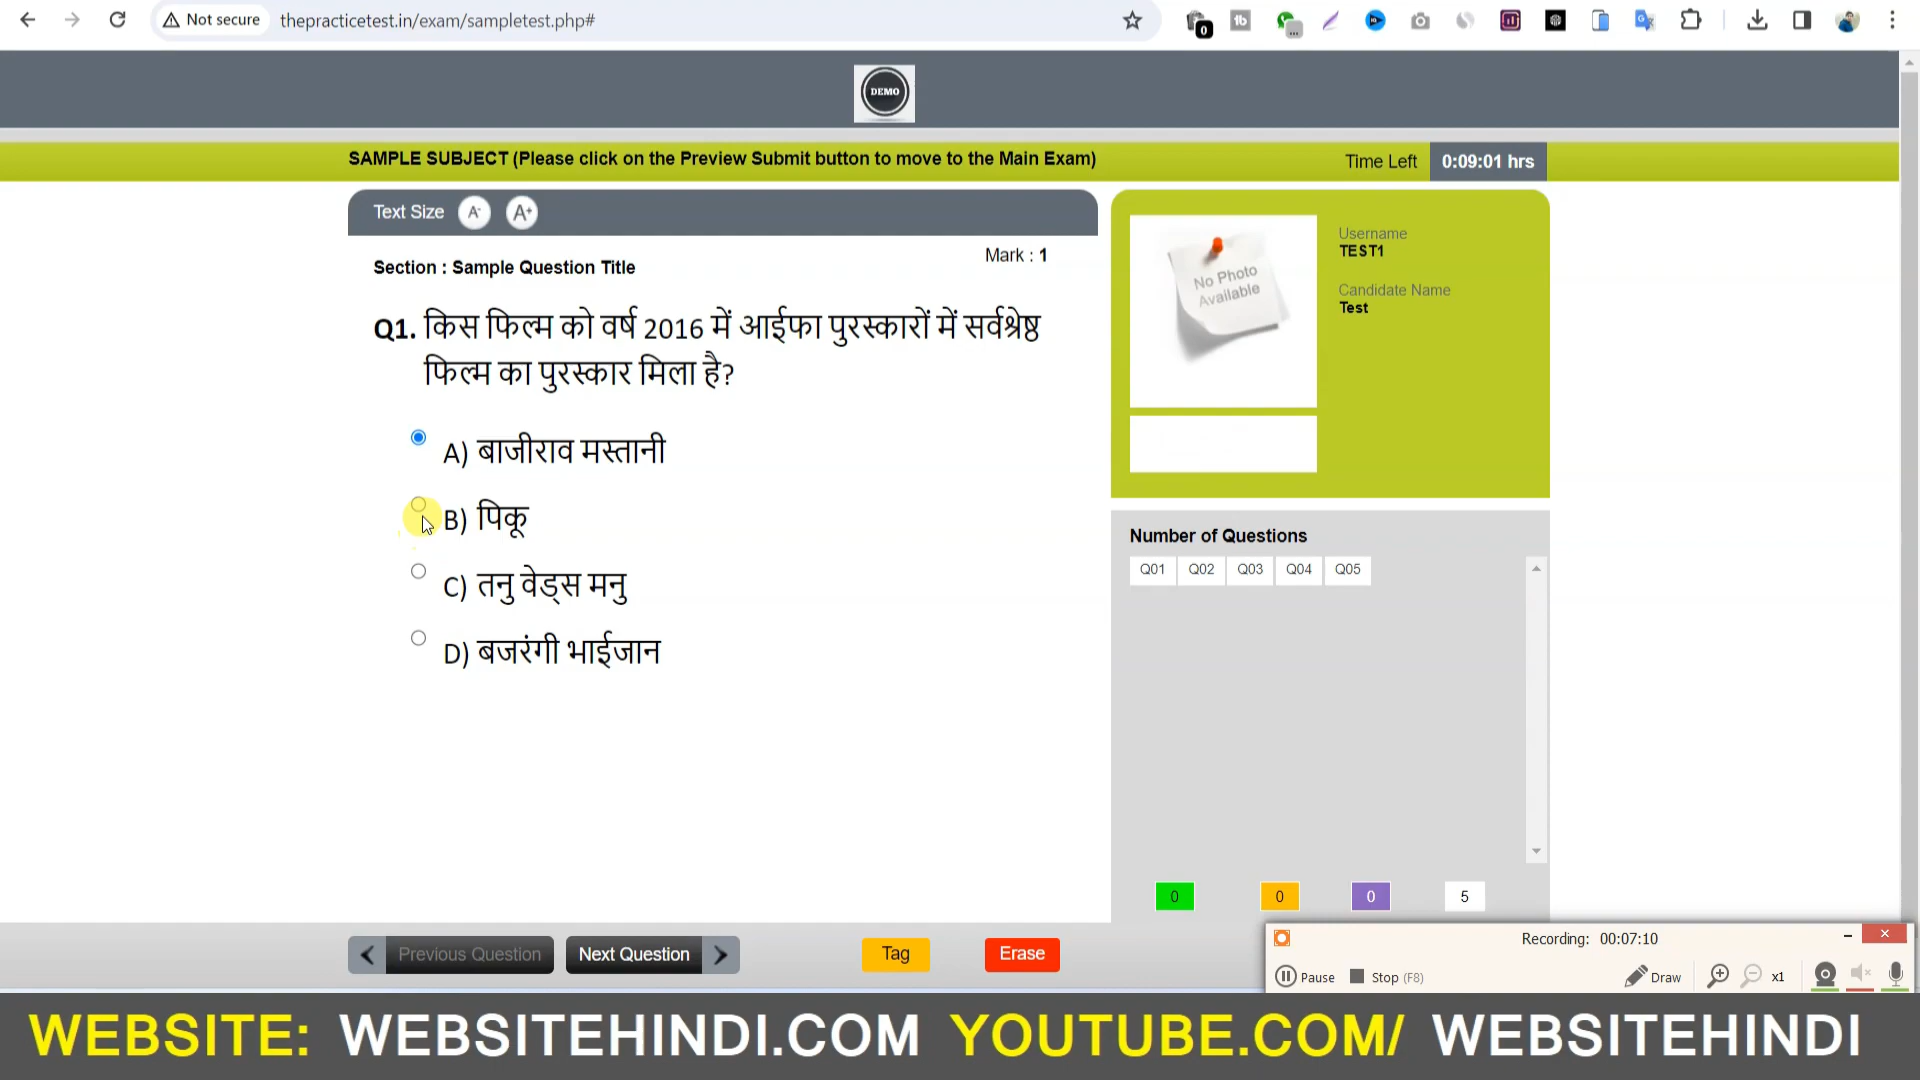 Not secure
thepracticetest.in/exam/sampletest.php#
0
DEMO
SAMPLE SUBJECT (Please click on the Preview Submit button to move to the Main Exam)
Time Left
0:09:01 hrs
Text Size A- A+
Mark : 1
Section : Sample Question Title
Q1. किस फिल्म को वर्ष 2016 में आईफा पुरस्कारों में सर्वश्रेष्ठ
फिल्म का पुरस्कार मिला है?
A) बाजीराव मस्तानी
B) पिकू
C) तनु वेड्स मनु
D) बजरंगी भाईजान
No Photo
Available
Username
TEST1
Candidate Name
Test
Number of Questions
Q01 Q02 Q03 Q04 Q05
0 0 0 5
Previous Question
Next Question
Tag
Erase
Recording: 00:07:10
Pause Stop (F8) Draw x1
WEBSITE: WEBSITEHINDI.COM YOUTUBE.COM/ WEBSITEHINDI